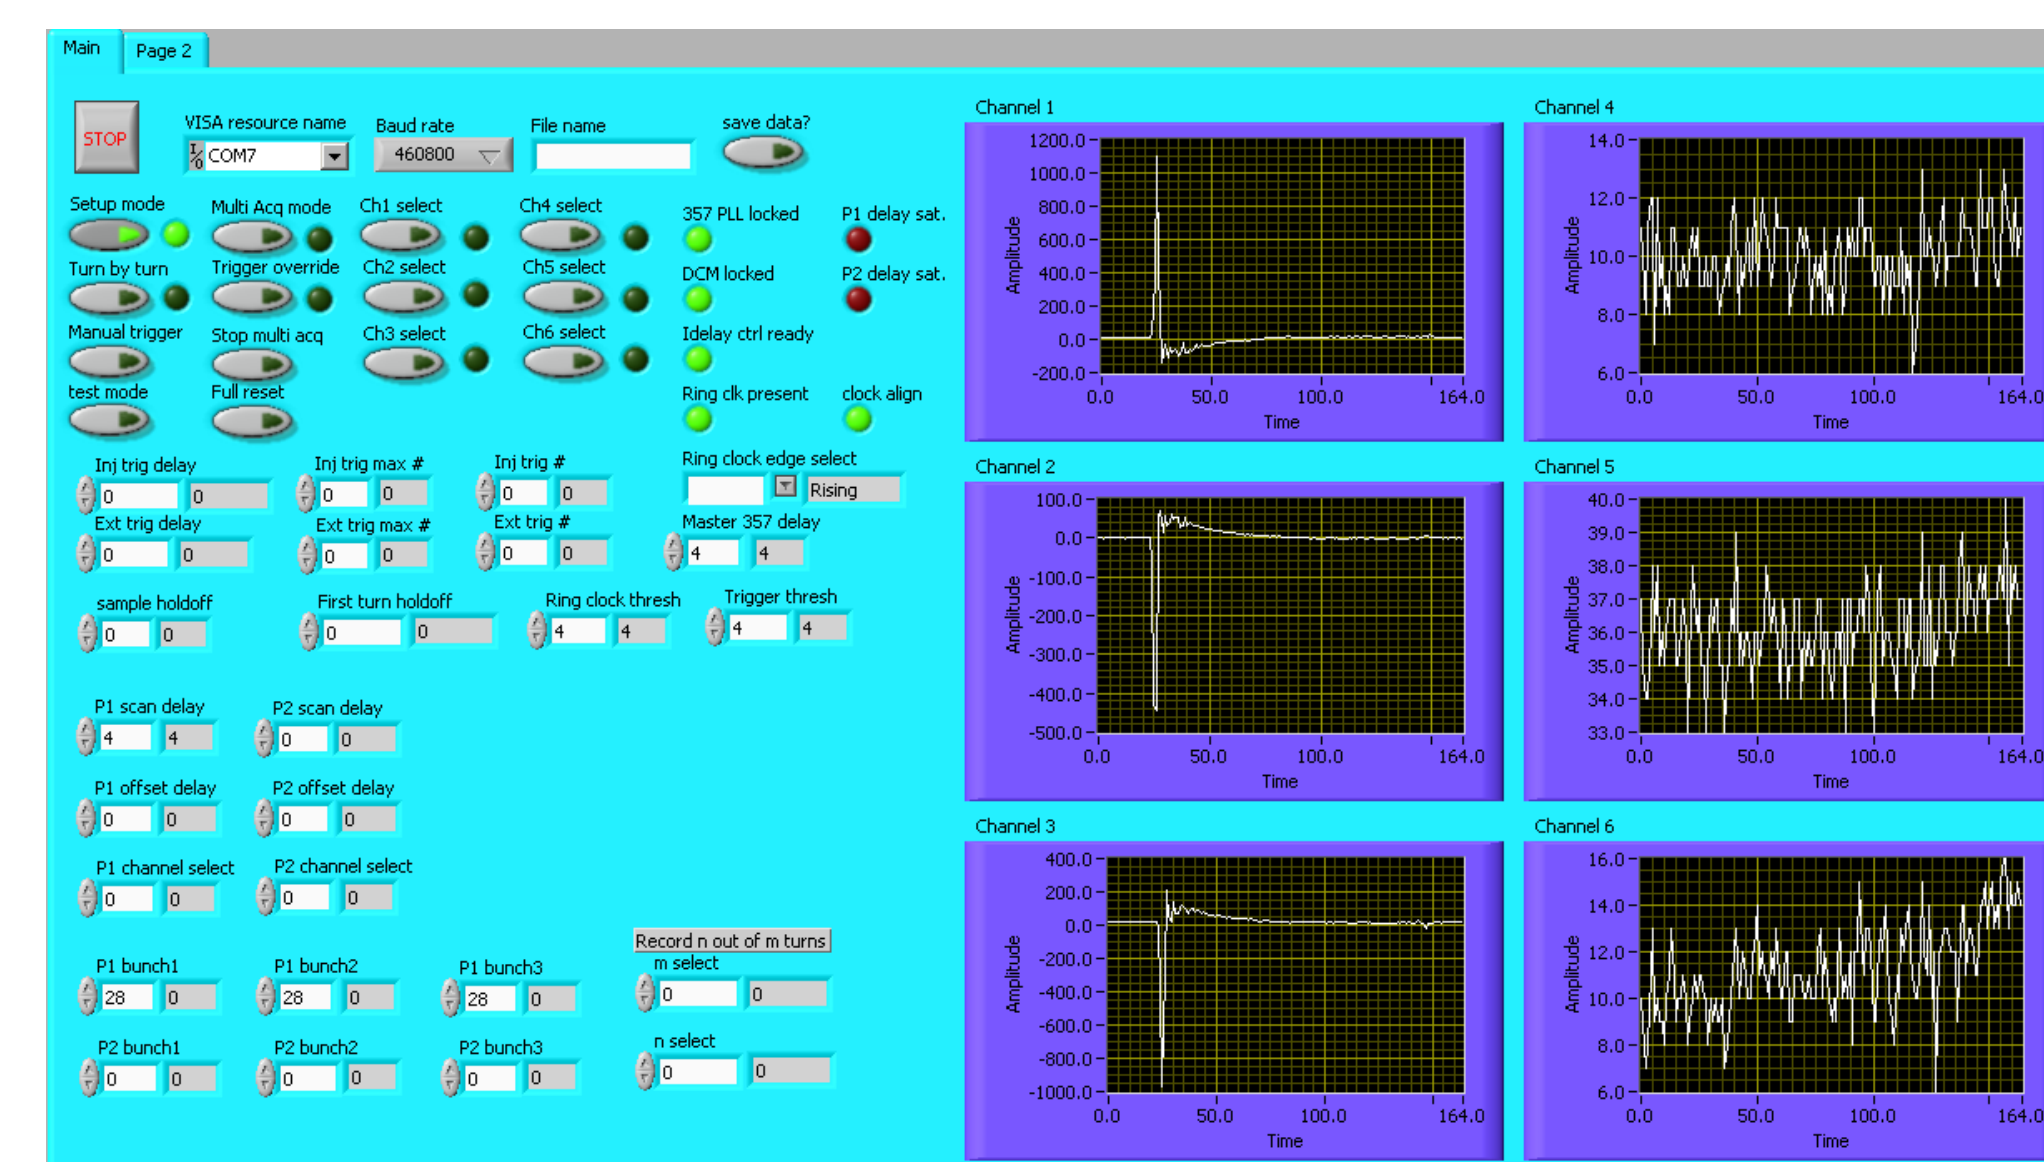 Main Page 2
STOP
VISA resource name Baud rate File name save data?
I/O COM7 460800
Setup mode Multi Acq mode Ch1 select Ch4 select 357 PLL locked P1 delay sat.
Turn by turn Trigger override Ch2 select Ch5 select DCM locked P2 delay sat.
Manual trigger Stop multi acq Ch3 select Ch6 select Idelay ctrl ready
test mode Full reset Ring clk present clock align
Inj trig delay Inj trig max # Inj trig # Ring clock edge select
0 0 0 0 0 0 Rising
Ext trig delay Ext trig max # Ext trig # Master 357 delay
0 0 0 0 0 0 4 4
sample holdoff First turn holdoff Ring clock thresh Trigger thresh
0 0 0 0 4 4 4 4
P1 scan delay P2 scan delay
4 4 0 0
P1 offset delay P2 offset delay
0 0 0 0
P1 channel select P2 channel select
0 0 0 0
Record n out of m turns
P1 bunch1 P1 bunch2 P1 bunch3 m select
28 0 28 0 28 0 0 0
P2 bunch1 P2 bunch2 P2 bunch3 n select
0 0 0 0 0 0 0 0
Channel 1
1200.0
1000.0
800.0
600.0
400.0
200.0
0.0
-200.0
Amplitude
0.0 50.0 100.0 164.0
Time
Channel 4
14.0
12.0
10.0
8.0
6.0
Amplitude
0.0 50.0 100.0 164.0
Time
Channel 2
100.0
0.0
-100.0
-200.0
-300.0
-400.0
-500.0
Amplitude
0.0 50.0 100.0 164.0
Time
Channel 5
40.0
39.0
38.0
37.0
36.0
35.0
34.0
33.0
Amplitude
0.0 50.0 100.0 164.0
Time
Channel 3
400.0
200.0
0.0
-200.0
-400.0
-600.0
-800.0
-1000.0
Amplitude
0.0 50.0 100.0 164.0
Time
Channel 6
16.0
14.0
12.0
10.0
8.0
6.0
Amplitude
0.0 50.0 100.0 164.0
Time